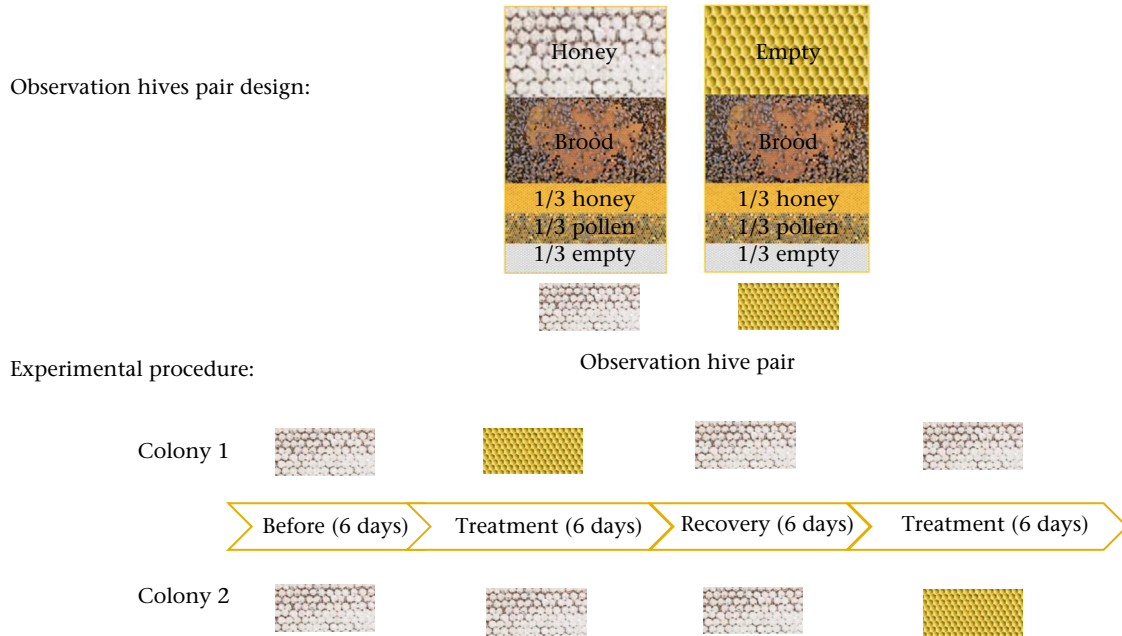 Honey
Empty
Observation hives pair design:
Brood
Brood
1/3 honey
1/3 honey
1/3 pollen
1/3 pollen
1/3 empty
1/3 empty
Observation hive pair
Experimental procedure:
Colony 1
Before (6 days)
Treatment (6 days)
Recovery (6 days)
Treatment (6 days)
Colony 2